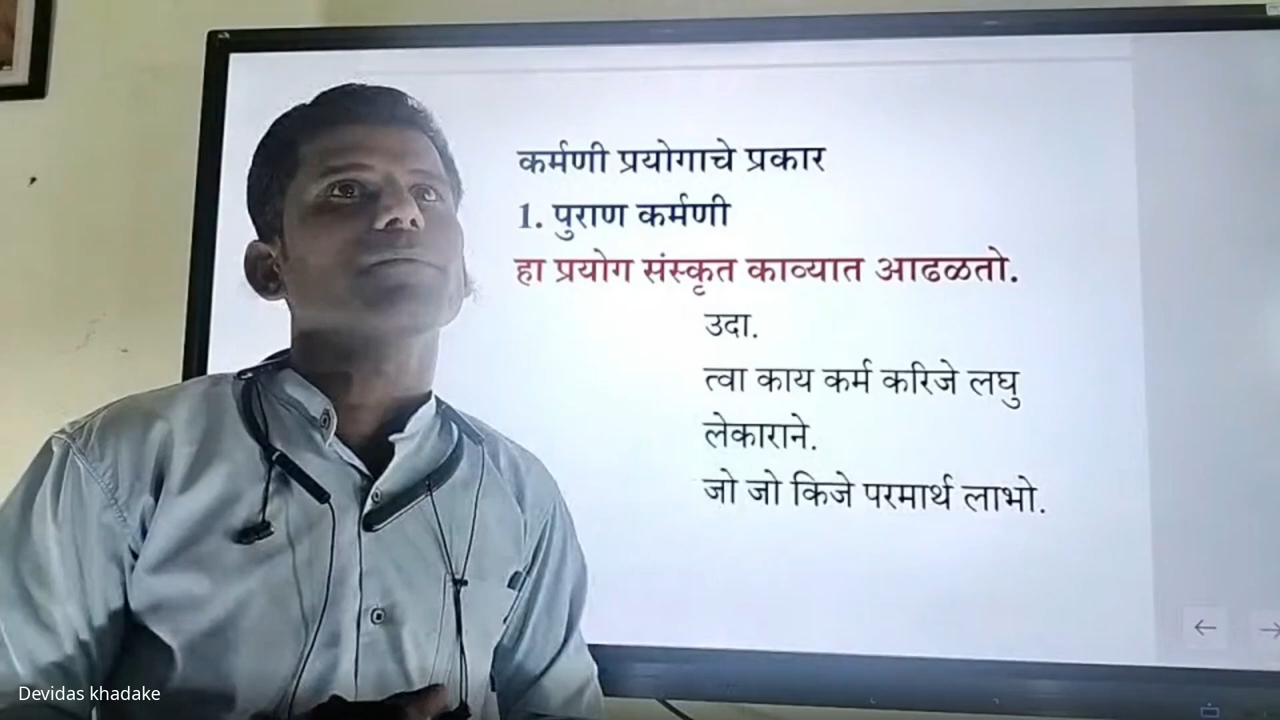 कर्मणी प्रयोगाचे प्रकार
1. पुराण कर्मणी
हा प्रयोग संस्कृत काव्यात आढळतो.
उदा.
त्वा काय कर्म करिजे लघु
लेकाराने.
जो जो किजे परमार्थ लाभो.
Devidas khadake